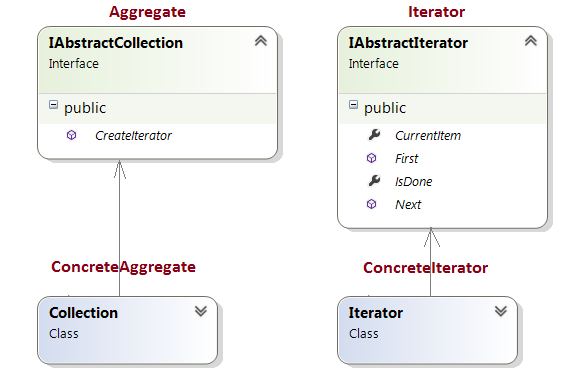 Aggregate
IAbstractCollection
Interface
public
CreateIterator
ConcreteAggregate
Collection
Class
Iterator
IAbstractIterator
Interface
public
CurrentItem
First
IsDone
Next
ConcreteIterator
Iterator
Class